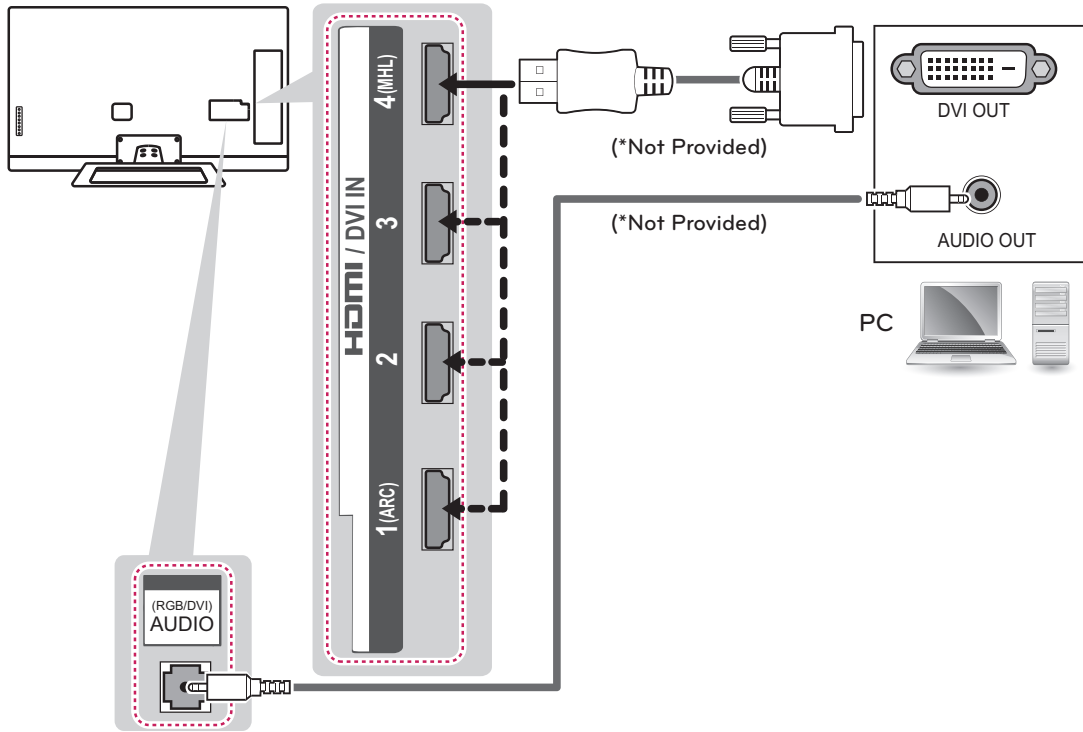 4(MHL)
3
2
1(ARC)
HDMI / DVI IN
(*Not Provided)
(*Not Provided)
DVI OUT
AUDIO OUT
PC
(RGB/DVI)
AUDIO